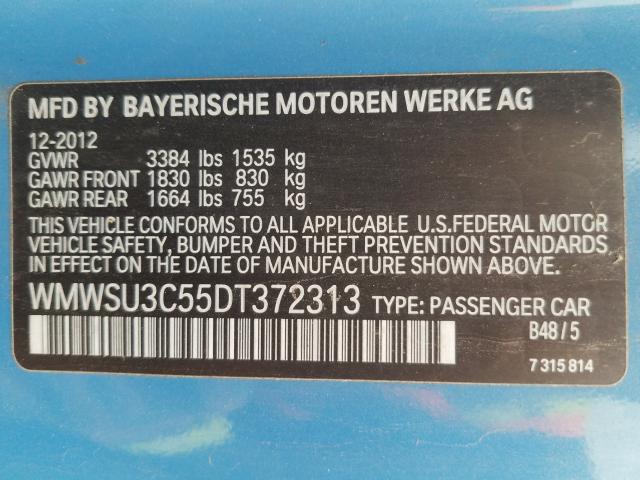 MFD BY BAYERISCHE MOTOREN WERKE AG
12-2012
GVWR 3384 lbs 1535 kg
GAWR FRONT 1830 lbs 830 kg
GAWR REAR 1664 lbs 755 kg
THIS VEHICLE CONFORMS TO ALL APPLICABLE U.S.FEDERAL MOTOR
VEHICLE SAFETY, BUMPER AND THEFT PREVENTION STANDARDS
IN EFFECT ON THE DATE OF MANUFACTURE SHOWN ABOVE.
WMWSU3C55DT372313 TYPE: PASSENGER CAR
B48/5
7 315 814